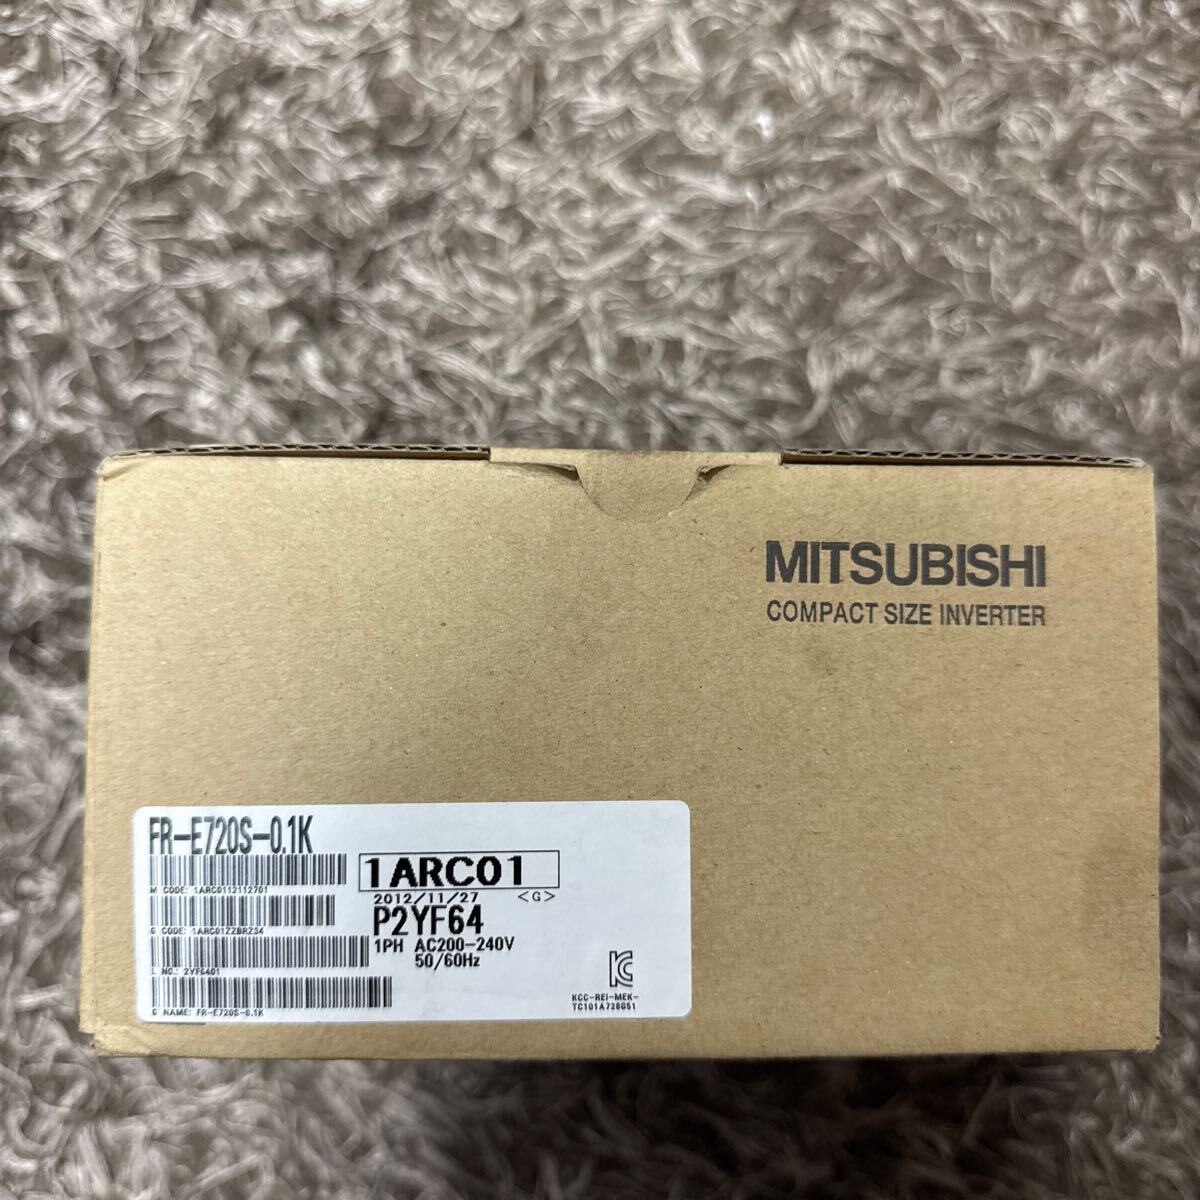 MITSUBISHI
COMPACT SIZE INVERTER
FR-E720S-0.1K
1ARC01
M CODE: 1ARC0112112701
2012/11/27 <G>
P2YF64
G CODE: 1ARC01ZZBRZ34
1PH AC200-240V
50/60Hz
L NO.: 2YF6401
G NAME: FR-E720S-0.1K
KCC-REI-MEK-
TC101A728G51